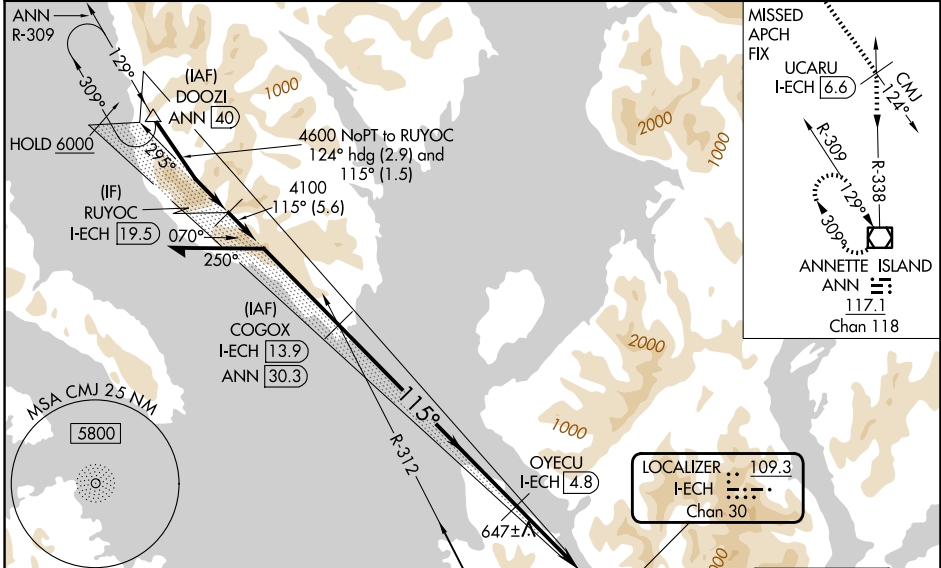 ANN
R-309
129°
309°
(IAF)
DOOZI
ANN 40
1000
HOLD 6000
295°
4600 NoPT to RUYOC
124° hdg (2.9) and
115° (1.5)
4100
115° (5.6)
(IF)
RUYOC
I-ECH 19.5
070°
250°
(IAF)
COGOX
I-ECH 13.9
ANN 30.3
115°
R-312
2000
1000
2000
1000
OYECU
I-ECH 4.8
647±
MSA CMJ 25 NM
5800
LOCALIZER 109.3
I-ECH
Chan 30
MISSED
APCH
FIX
UCARU
I-ECH 6.6
CMJ
124°
R-309
129°
309°
R-338
ANNETTE ISLAND
ANN
117.1
Chan 118